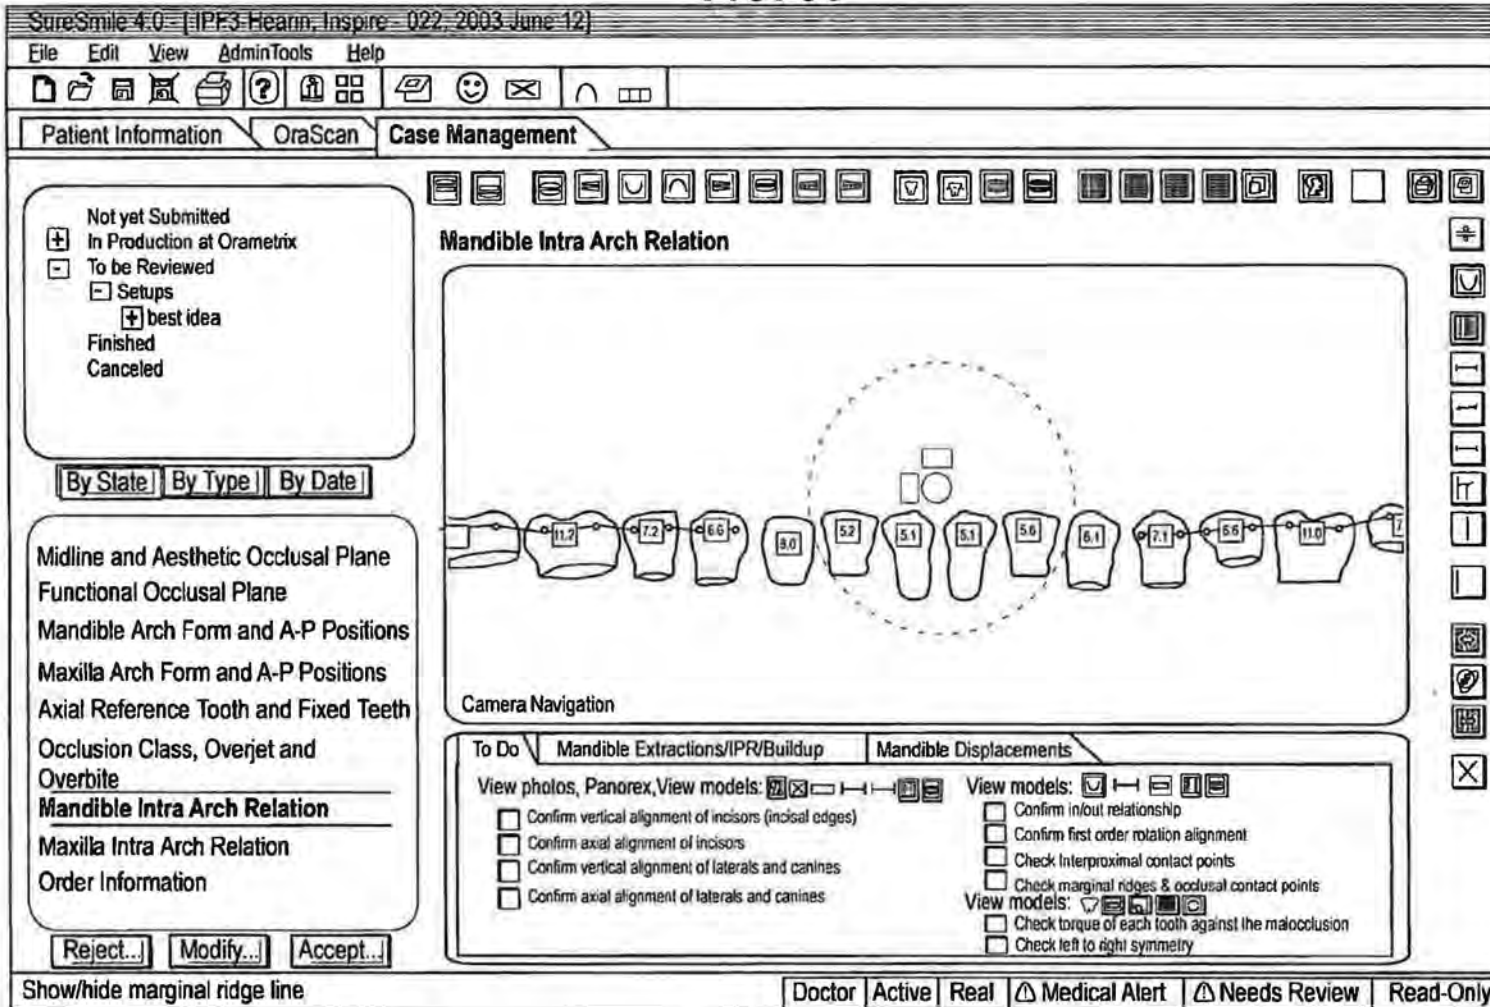 SureSmile 4.0 - [-IPF3-Hearin, Inspire - 022, 2003 June 12]
File Edit View AdminTools Help
Patient Information OraScan Case Management
Not yet Submitted
+ In Production at Orametrix
- To be Reviewed
- Setups
+ best idea
Finished
Canceled
By State By Type By Date
Midline and Aesthetic Occlusal Plane
Functional Occlusal Plane
Mandible Arch Form and A-P Positions
Maxilla Arch Form and A-P Positions
Axial Reference Tooth and Fixed Teeth
Occlusion Class, Overjet and
Overbite
Mandible Intra Arch Relation
Maxilla Intra Arch Relation
Order Information
Reject... Modify... Accept...
Mandible Intra Arch Relation
11.2 7.2 6.6 8.0 5.2 5.1 5.1 5.6 6.1 7.1 6.6 11.0 7
Camera Navigation
To Do Mandible Extractions/IPR/Buildup Mandible Displacements
View photos, Panorex,View models:
Confirm vertical alignment of incisors (incisal edges)
Confirm axial alignment of incisors
Confirm vertical alignment of laterals and canines
Confirm axial alignment of laterals and canines
View models:
Confirm in/out relationship
Confirm first order rotation alignment
Check Interproximal contact points
Check marginal ridges & occlusal contact points
View models:
Check torque of each tooth against the malocclusion
Check left to right symmetry
Show/hide marginal ridge line Doctor Active Real Medical Alert Needs Review Read-Only